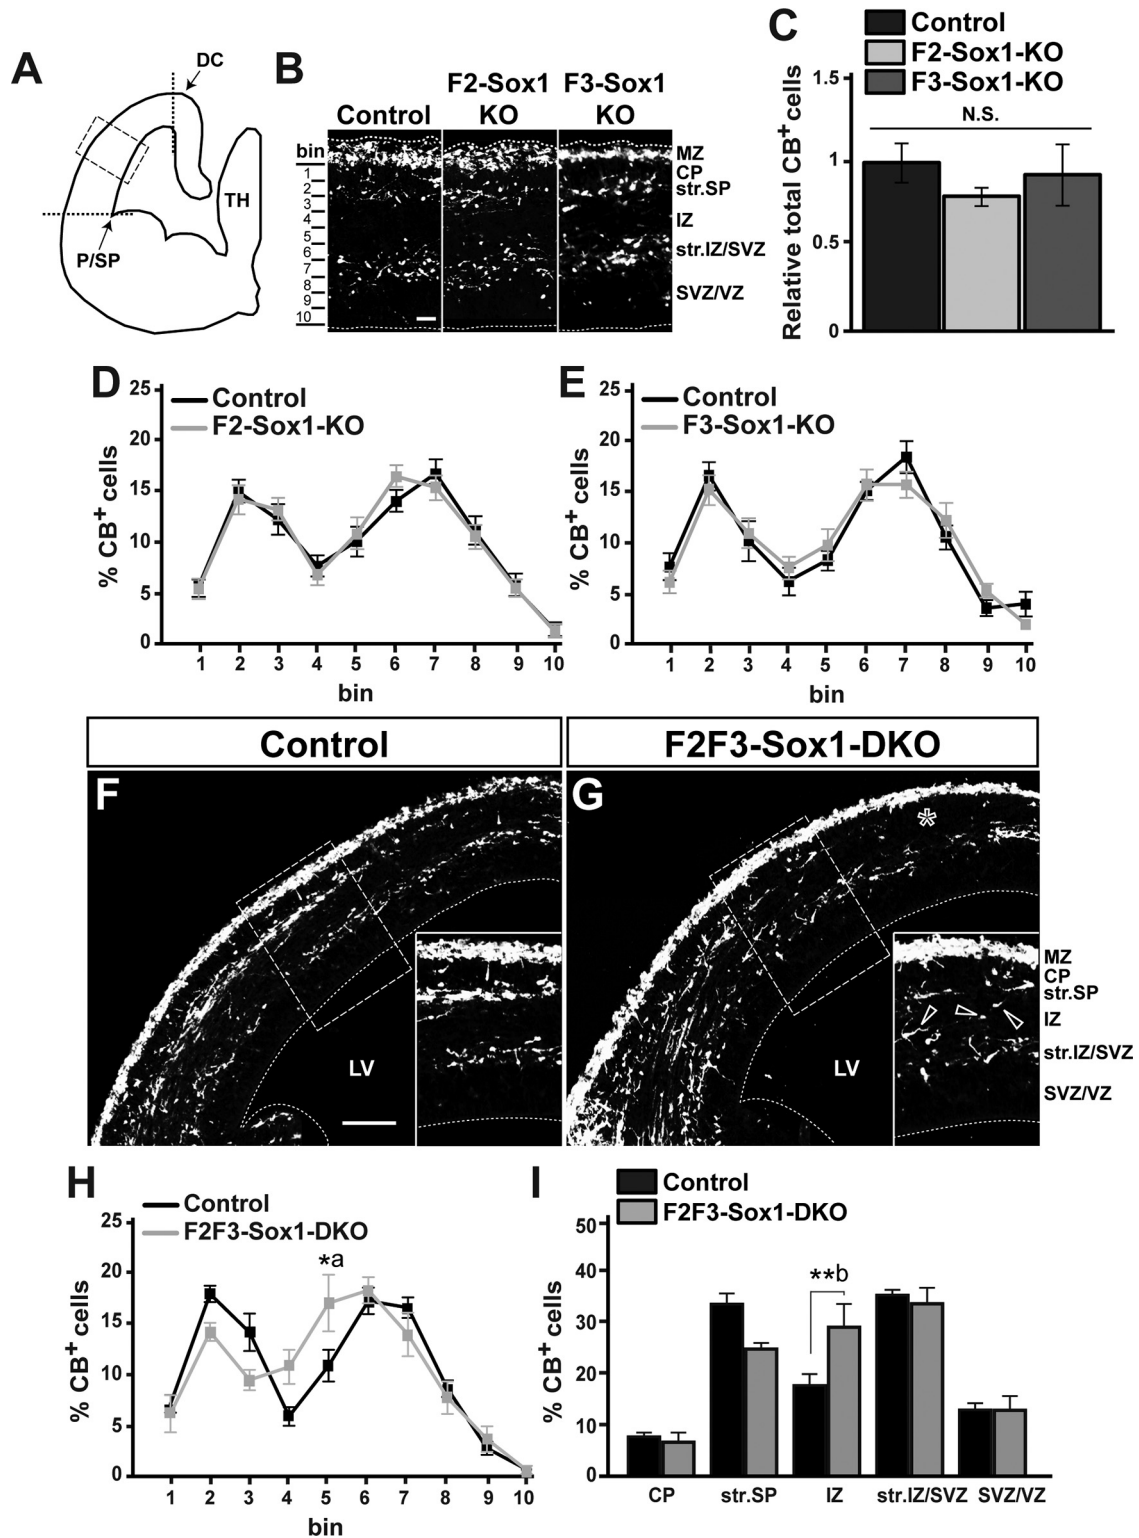 A
DC
TH
P/SP
B
Control
F2-Sox1
KO
F3-Sox1
KO
bin
1
2
3
4
5
6
7
8
9
10
MZ
CP
str.SP
IZ
str.IZ/SVZ
SVZ/VZ
C
Control
F2-Sox1-KO
F3-Sox1-KO
N.S.
Relative total CB+ cells
1.5
1
0.5
0
D
Control
F2-Sox1-KO
% CB+ cells
25
20
15
10
5
0
1 2 3 4 5 6 7 8 9 10
bin
E
Control
F3-Sox1-KO
% CB+ cells
25
20
15
10
5
0
1 2 3 4 5 6 7 8 9 10
bin
Control
F2F3-Sox1-DKO
F
LV
G
*
LV
MZ
CP
str.SP
IZ
str.IZ/SVZ
SVZ/VZ
H
Control
F2F3-Sox1-DKO
*a
% CB+ cells
25
20
15
10
5
0
1 2 3 4 5 6 7 8 9 10
bin
I
Control
F2F3-Sox1-DKO
**b
% CB+ cells
50
40
30
20
10
0
CP str.SP IZ str.IZ/SVZ SVZ/VZ